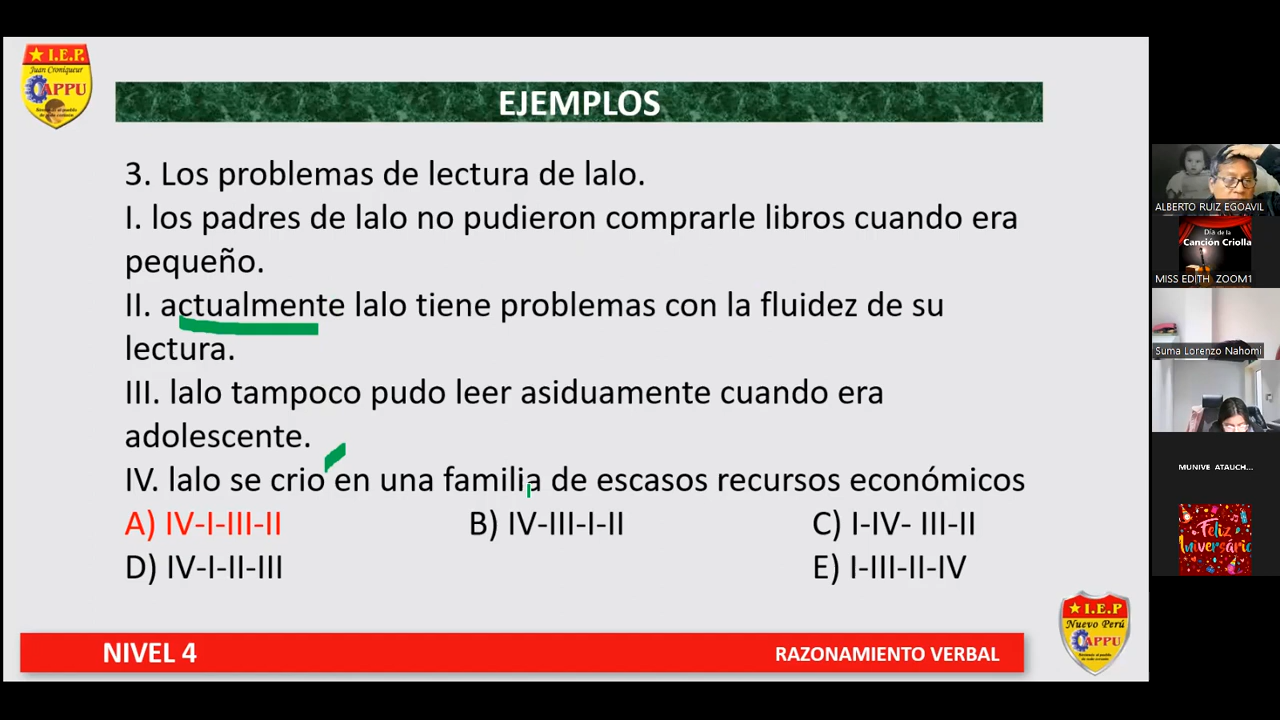 ★ I.E.P.
Juan Croniqueur
APPU
EJEMPLOS
3. Los problemas de lectura de lalo.
I. los padres de lalo no pudieron comprarle libros cuando era
pequeño.
II. actualmente lalo tiene problemas con la fluidez de su
lectura.
III. lalo tampoco pudo leer asiduamente cuando era
adolescente.
IV. lalo se crio en una familia de escasos recursos económicos
A) IV-I-III-II B) IV-III-I-II C) I-IV- III-II
D) IV-I-II-III E) I-III-II-IV
NIVEL 4 RAZONAMIENTO VERBAL
★ I.E.P
Nuevo Perú
APPU
ALBERTO RUIZ EGOAVIL
Día de la
Canción Criolla
MISS EDITH ZOOM1
Suma Lorenzo Nahomi
MUNIVE ATAUCH...
Feliz
Aniversário